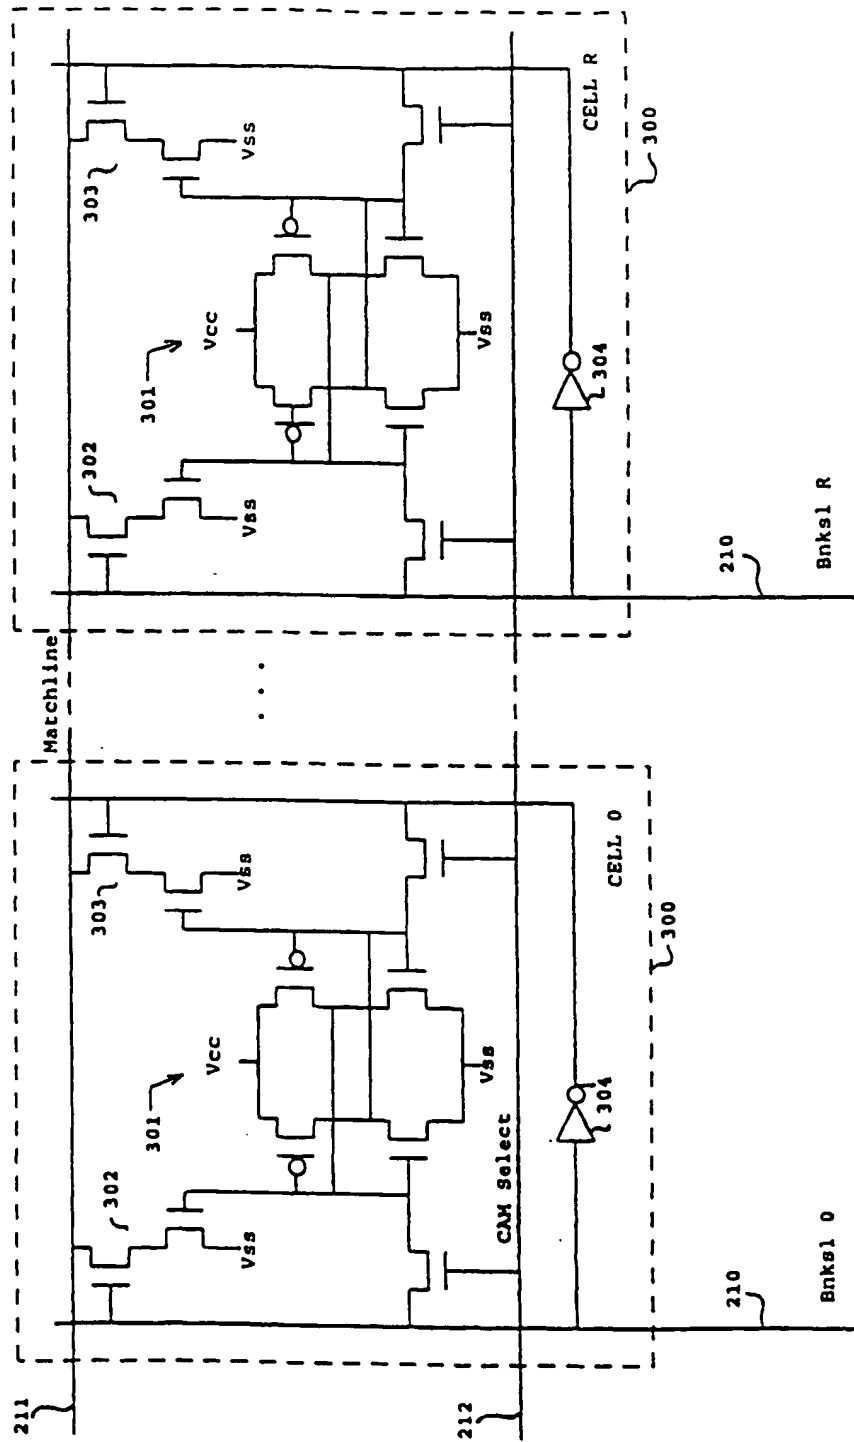 211
Matchline
302
303
302
303
Vss
Vss
Vss
Vss
301
301
Vcc
Vcc
. . .
Vss
Vss
CAM Select
212
304
304
CELL 0
CELL R
300
300
210
210
Bnksl 0
Bnksl R